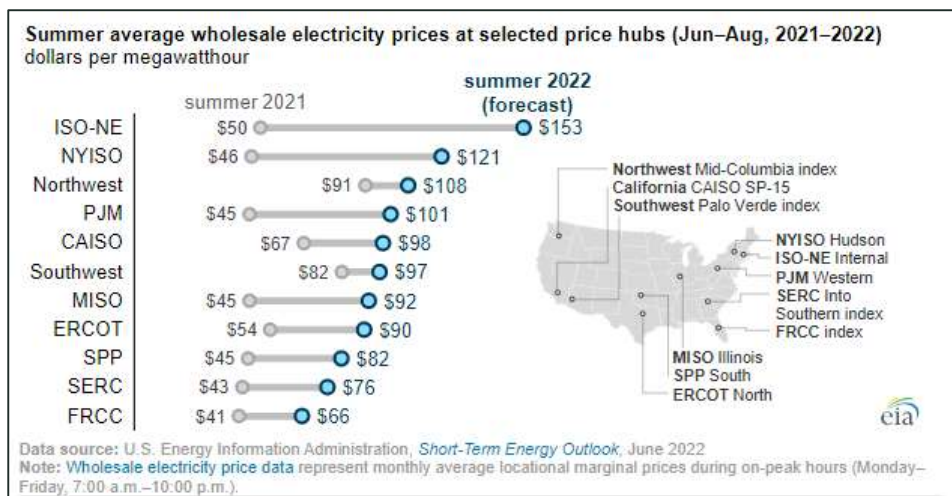 Summer average wholesale electricity prices at selected price hubs (Jun–Aug, 2021–2022)
dollars per megawatthour
summer 2021
summer 2022
(forecast)
ISO-NE $50 $153
NYISO $46 $121
Northwest $91 $108
PJM $45 $101
CAISO $67 $98
Southwest $82 $97
MISO $45 $92
ERCOT $54 $90
SPP $45 $82
SERC $43 $76
FRCC $41 $66
Northwest Mid-Columbia index
California CAISO SP-15
Southwest Palo Verde index
NYISO Hudson
ISO-NE Internal
PJM Western
SERC Into
Southern index
FRCC index
MISO Illinois
SPP South
ERCOT North
eia
Data source: U.S. Energy Information Administration, Short-Term Energy Outlook, June 2022
Note: Wholesale electricity price data represent monthly average locational marginal prices during on-peak hours (Monday–
Friday, 7:00 a.m.–10:00 p.m.).